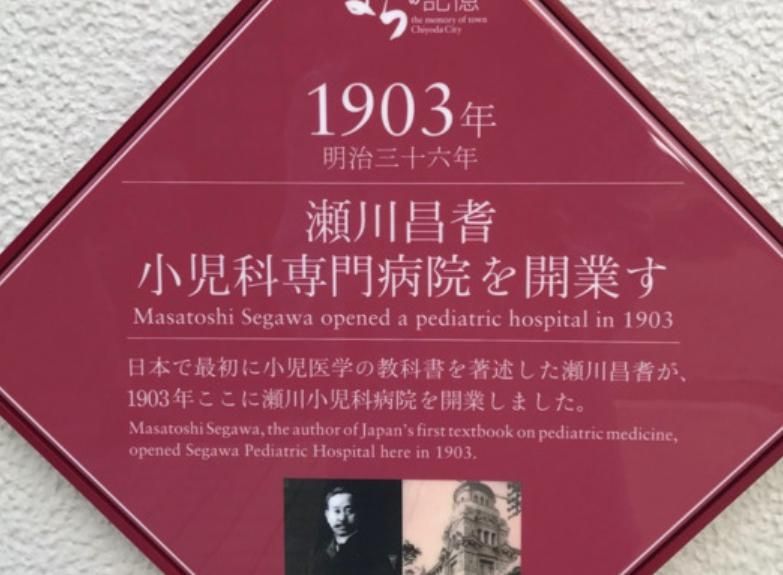 まちの記憶
the memory of town
Chiyoda City
1903年
明治三十六年
瀬川昌耆
小児科専門病院を開業す
Masatoshi Segawa opened a pediatric hospital in 1903
日本で最初に小児医学の教科書を著述した瀬川昌耆が、
1903年ここに瀬川小児科病院を開業しました。
Masatoshi Segawa, the author of Japan's first textbook on pediatric medicine,
opened Segawa Pediatric Hospital here in 1903.